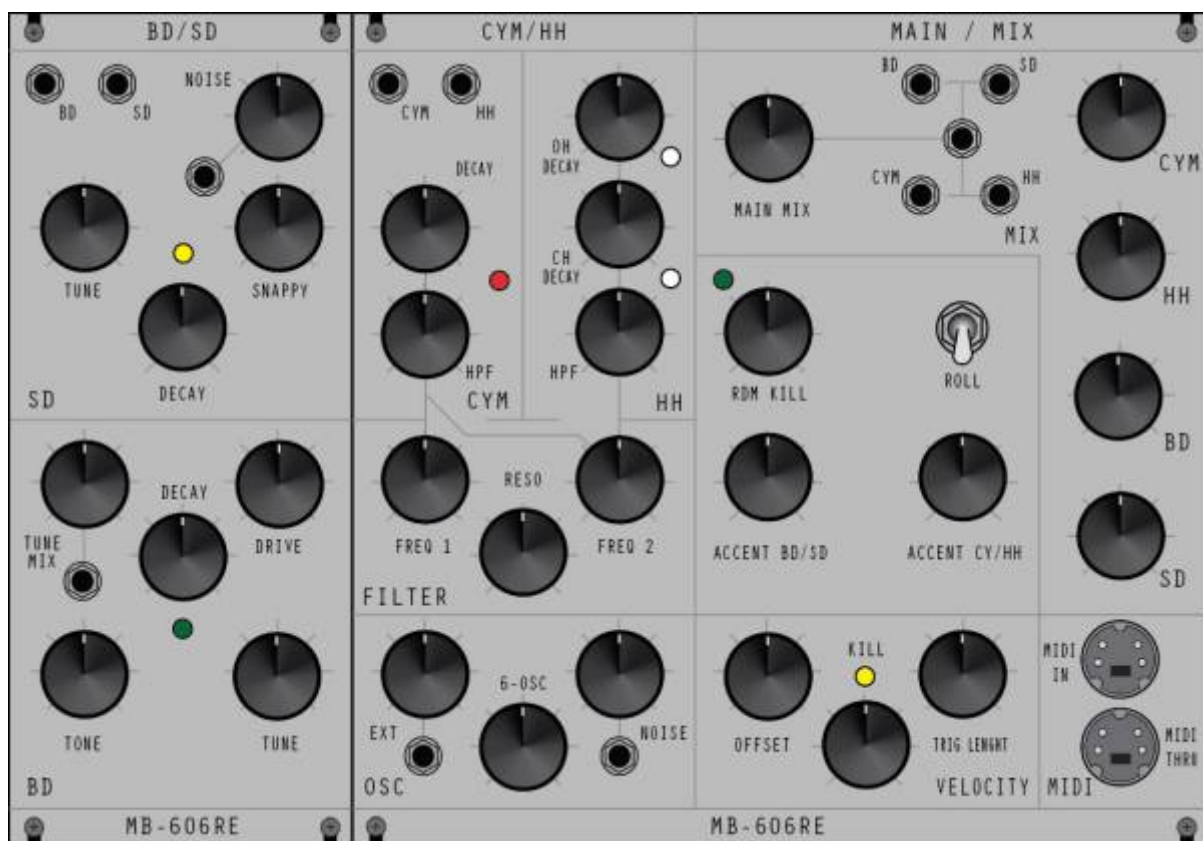 BD/SD
CYM/HH
MAIN / MIX
BD
SD
NOISE
TUNE
SNAPPY
DECAY
SD
TUNE
MIX
DECAY
DRIVE
TONE
TUNE
BD
MB-606RE
CYM
HH
DECAY
OH
DECAY
CH
DECAY
HPF
CYM
HPF
HH
RESO
FREQ 1
FREQ 2
FILTER
6-OSC
EXT
NOISE
OSC
BD
SD
CYM
HH
MAIN MIX
MIX
CYM
HH
BD
SD
RDM KILL
ROLL
ACCENT BD/SD
ACCENT CY/HH
KILL
OFFSET
TRIG LENGHT
VELOCITY
MIDI
IN
MIDI
THRU
MIDI
MB-606RE